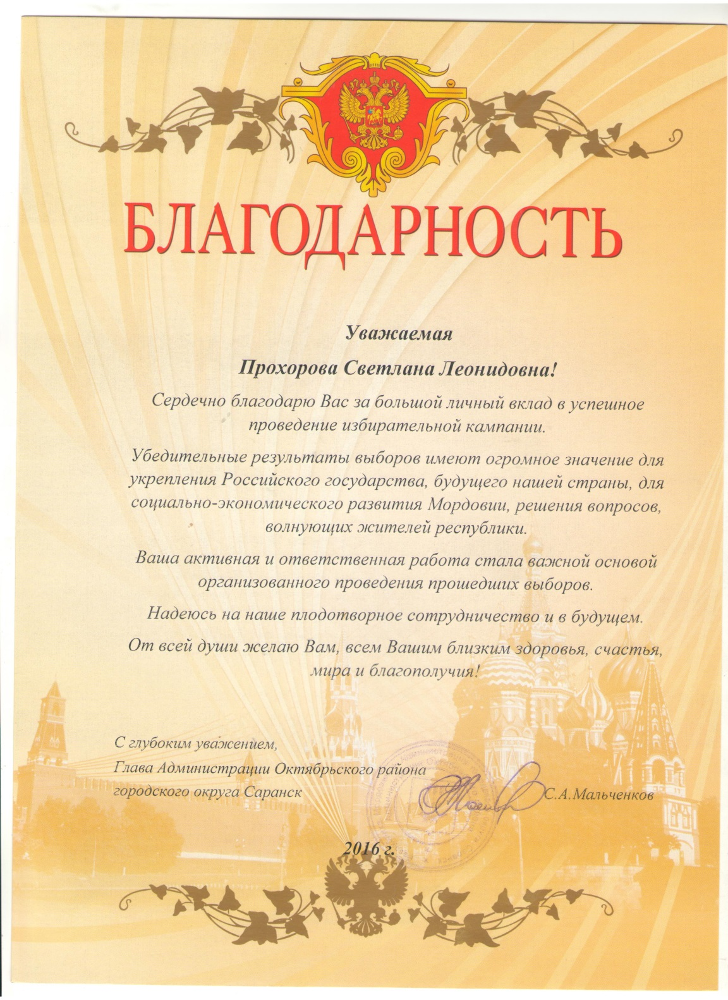 БЛАГОДАРНОСТЬ
Уважаемая
Прохорова Светлана Леонидовна!
Сердечно благодарю Вас за большой личный вклад в успешное
проведение избирательной кампании.
Убедительные результаты выборов имеют огромное значение для
укрепления Российского государства, будущего нашей страны, для
социально-экономического развития Мордовии, решения вопросов,
волнующих жителей республики.
Ваша активная и ответственная работа стала важной основой
организованного проведения прошедших выборов.
Надеюсь на наше плодотворное сотрудничество и в будущем.
От всей души желаю Вам, всем Вашим близким здоровья, счастья,
мира и благополучия!
С глубоким уважением,
Глава Администрации Октябрьского района
городского округа Саранск
С.А.Мальченков
2016 г.